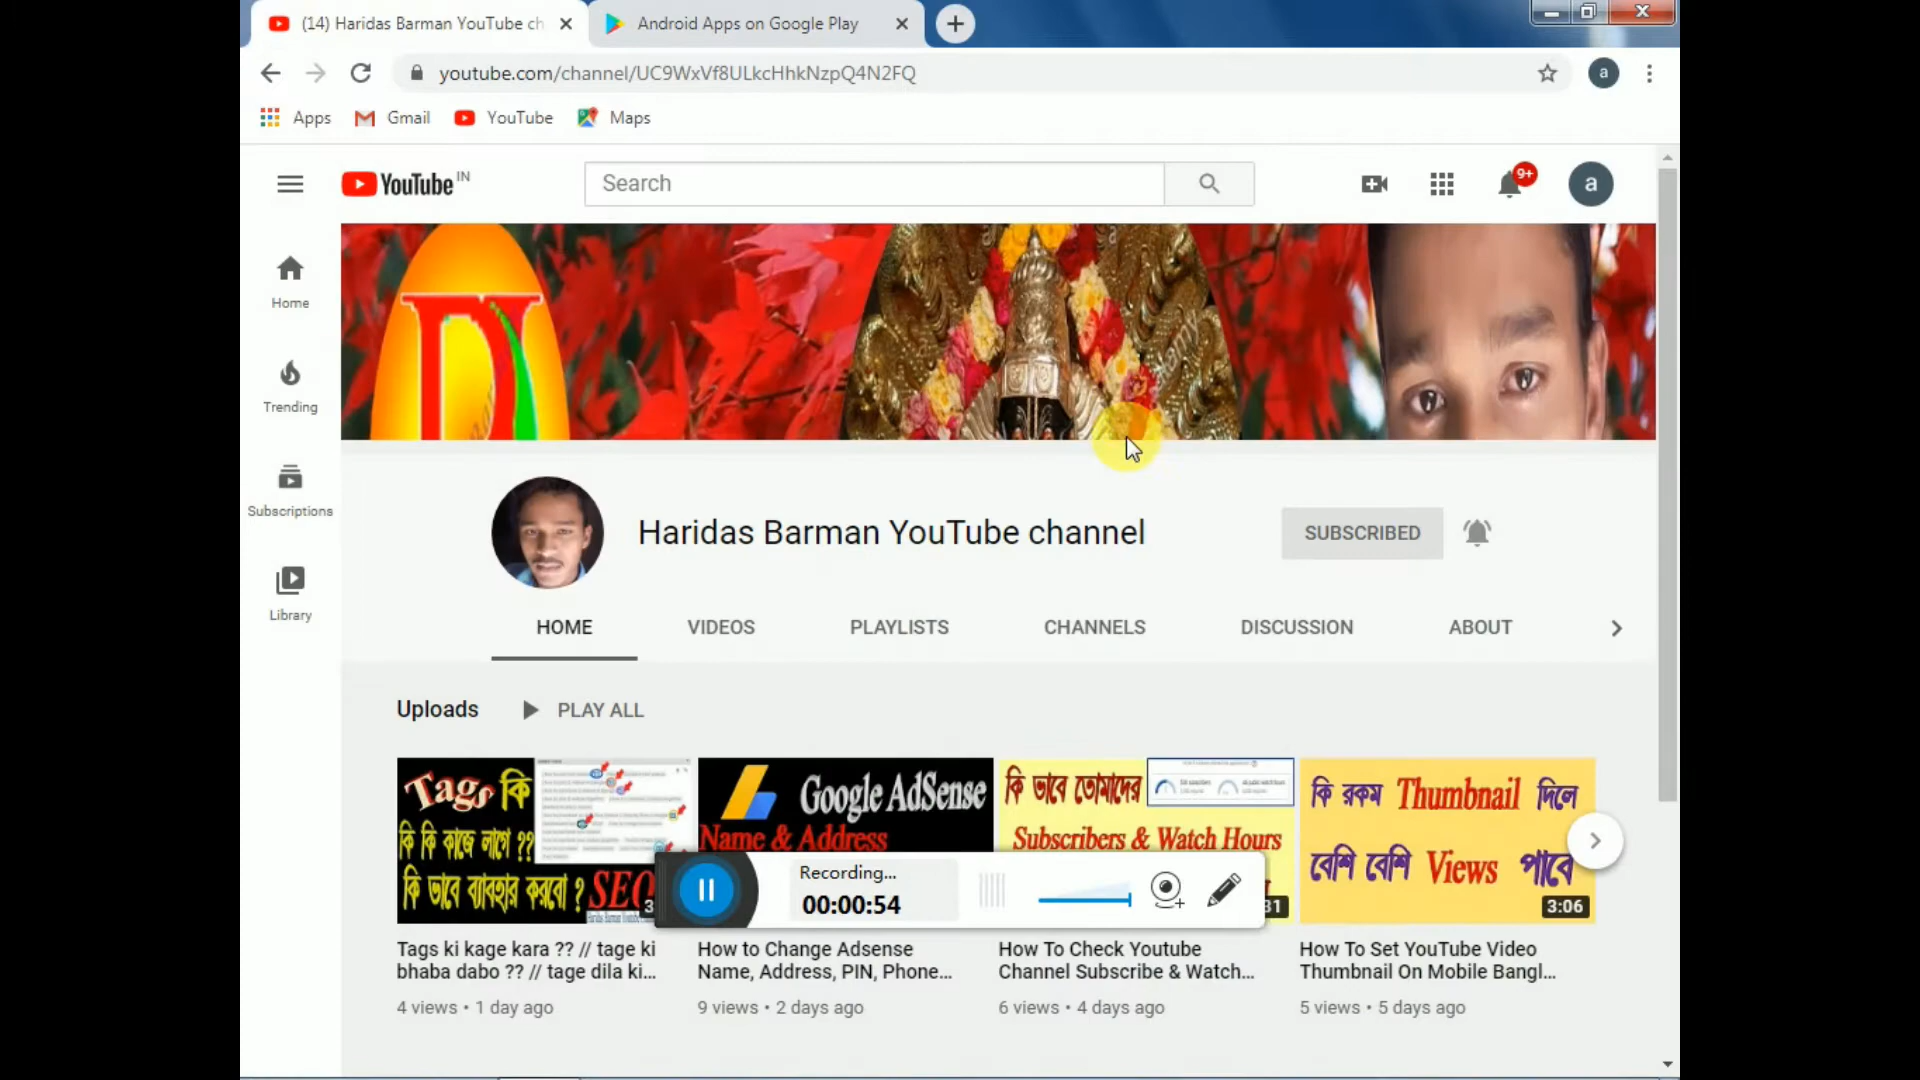 (14) Haridas Barman YouTube ch
Android Apps on Google Play
youtube.com/channel/UC9WxVf8ULkcHhkNzpQ4N2FQ
a
Apps
Gmail
YouTube
Maps
YouTube IN
Search
9+
a
Home
Trending
Subscriptions
Library
Haridas Barman YouTube channel
SUBSCRIBED
HOME
VIDEOS
PLAYLISTS
CHANNELS
DISCUSSION
ABOUT
Uploads
PLAY ALL
Tags কি
কি কি কাজে লাগে ??
কি ভাবে ব্যাবহার করবো ? SEO
Google AdSense
Name & Address
কি ভাবে তোমাদের
Subscribers & Watch Hours
31
কি রকম Thumbnail দিলে
বেশি বেশি Views পাবে
3:06
Recording...
00:00:54
Tags ki kage kara ?? // tage ki
bhaba dabo ?? // tage dila ki...
4 views • 1 day ago
How to Change Adsense
Name, Address, PIN, Phone...
9 views • 2 days ago
How To Check Youtube
Channel Subscribe & Watch...
6 views • 4 days ago
How To Set YouTube Video
Thumbnail On Mobile Bangl...
5 views • 5 days ago